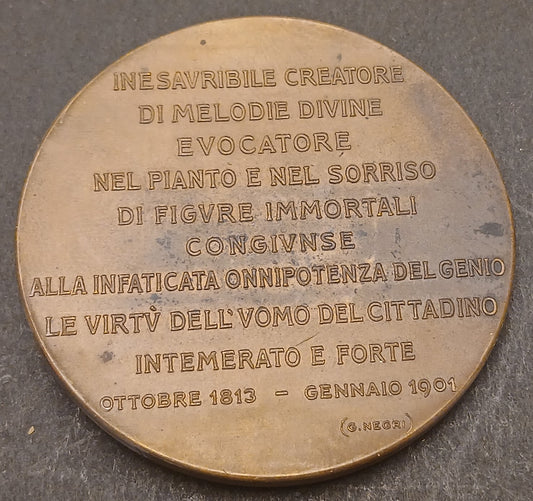 INESAVRIBILE CREATORE
DI MELODIE DIVINE
EVOCATORE
NEL PIANTO E NEL SORRISO
DI FIGVRE IMMORTALI
CONGIVNSE
ALLA INFATICATA ONNIPOTENZA DEL GENIO
LE VIRTÙ DELL'VOMO DEL CITTADINO
INTEMERATO E FORTE
OTTOBRE 1813 – GENNAIO 1901
(G. NEGRI)